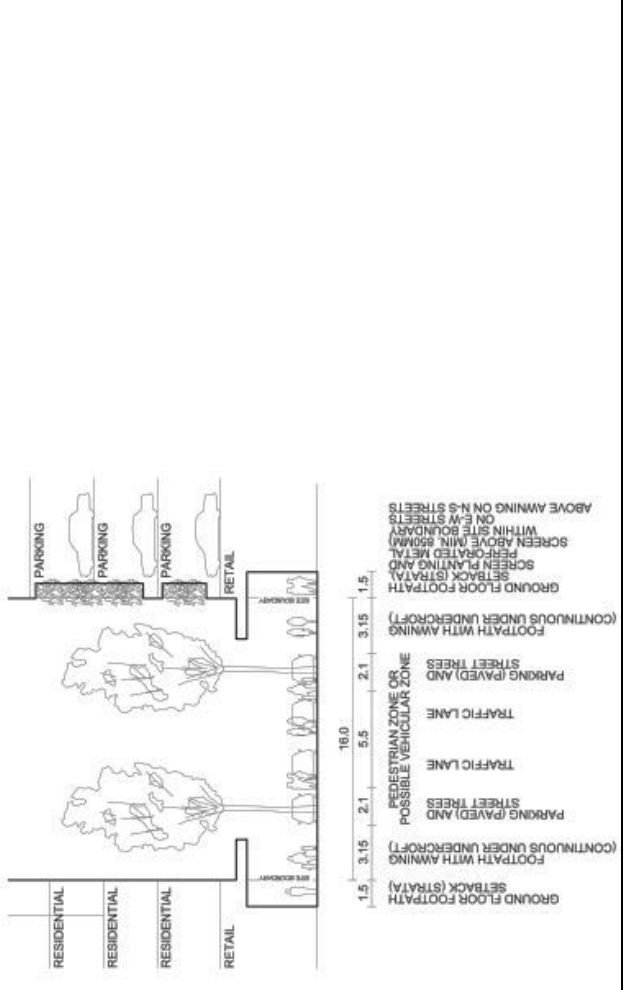 PARKING
PARKING
PARKING
RETAIL
RESIDENTIAL
RESIDENTIAL
RESIDENTIAL
RETAIL
SITE BOUNDARY
SITE BOUNDARY
16.0
1.5
3.15
2.1
5.5
2.1
3.15
1.5
PEDESTRIAN ZONE OR
POSSIBLE VEHICULAR ZONE
GROUND FLOOR FOOTPATH
SETBACK (STRATA)
FOOTPATH WITH AWNING
(CONTINUOUS UNDER UNDERCROFT)
PARKING (PAVED) AND
STREET TREES
TRAFFIC LANE
TRAFFIC LANE
PARKING (PAVED) AND
STREET TREES
FOOTPATH WITH AWNING
(CONTINUOUS UNDER UNDERCROFT)
GROUND FLOOR FOOTPATH
SETBACK (STRATA),
SCREEN PLANTING AND
PERFORATED METAL
SCREEN ABOVE (MIN. 850MM)
WITHIN SITE BOUNDARY
ON E-W STREETS
ABOVE AWNING ON N-S STREETS